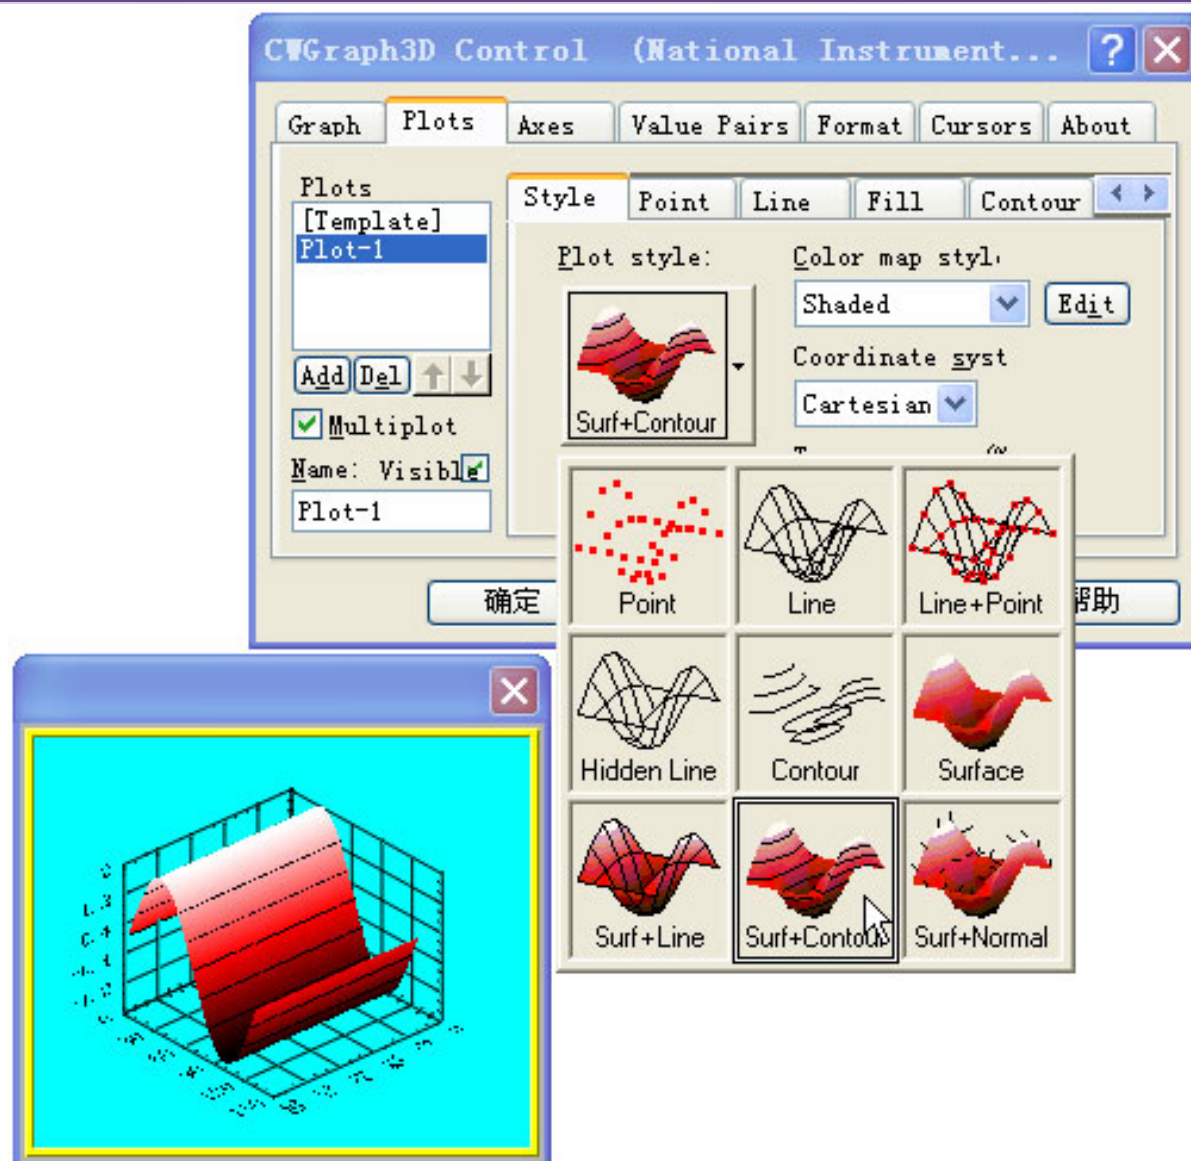 CWGraph3D Control (National Instrument...
Graph Plots Axes Value Pairs Format Cursors About
Plots
[Template]
Plot-1
Add Del
Multiplot
Name: Visible
Plot-1
Style Point Line Fill Contour
Plot style:
Surf+Contour
Color map styl
Shaded
Edit
Coordinate syst
Cartesian
确定
帮助
Point Line Line+Point
Hidden Line Contour Surface
Surf+Line Surf+Contour Surf+Normal